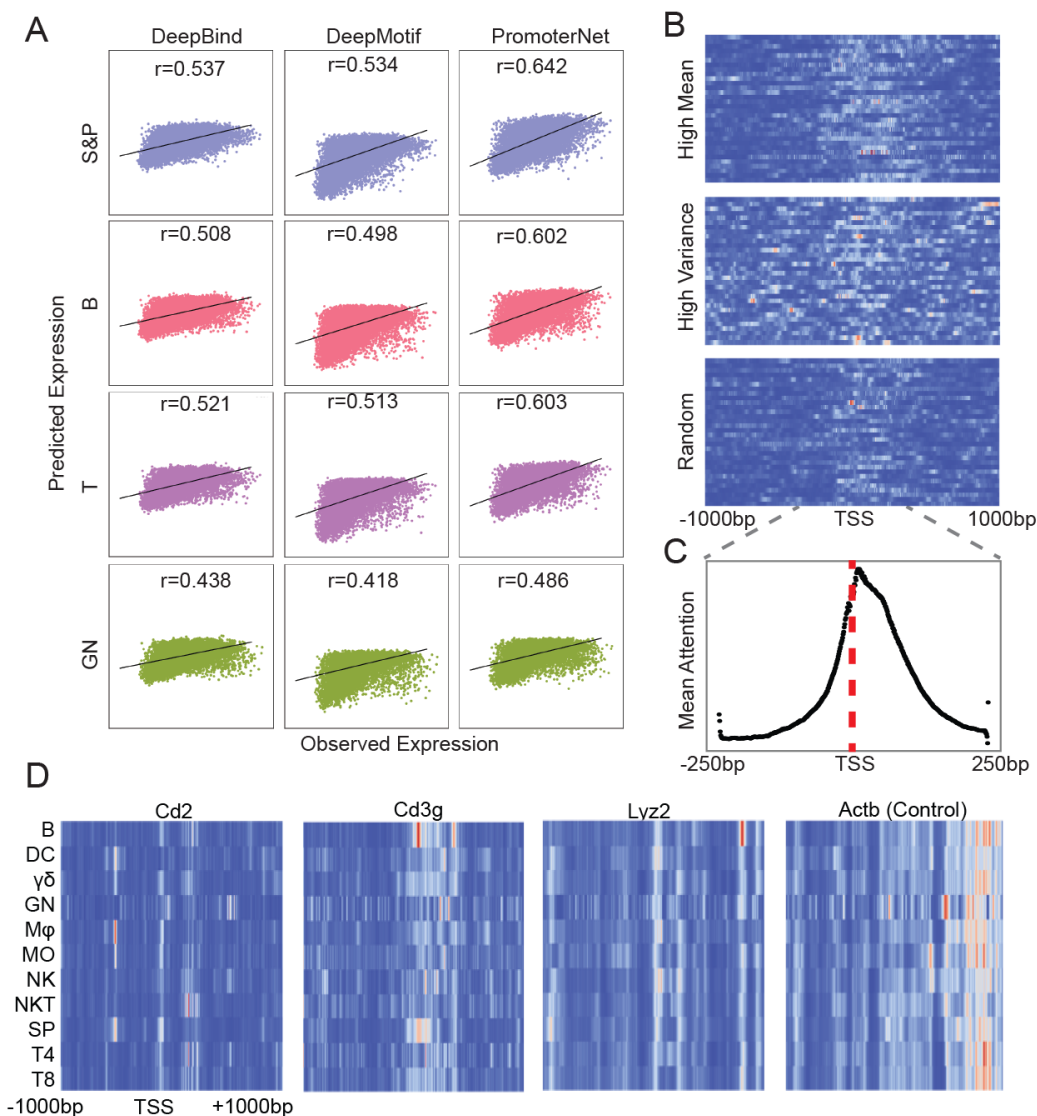 A
DeepBind DeepMotif PromoterNet
S&P
r=0.537 r=0.534 r=0.642
B
r=0.508 r=0.498 r=0.602
T
r=0.521 r=0.513 r=0.603
GN
r=0.438 r=0.418 r=0.486
Predicted Expression
Observed Expression
B
High Mean
High Variance
Random
-1000bp TSS 1000bp
C
Mean Attention
-250bp TSS 250bp
D
Cd2 Cd3g Lyz2 Actb (Control)
B
DC
γδ
GN
Mφ
MO
NK
NKT
SP
T4
T8
-1000bp TSS +1000bp